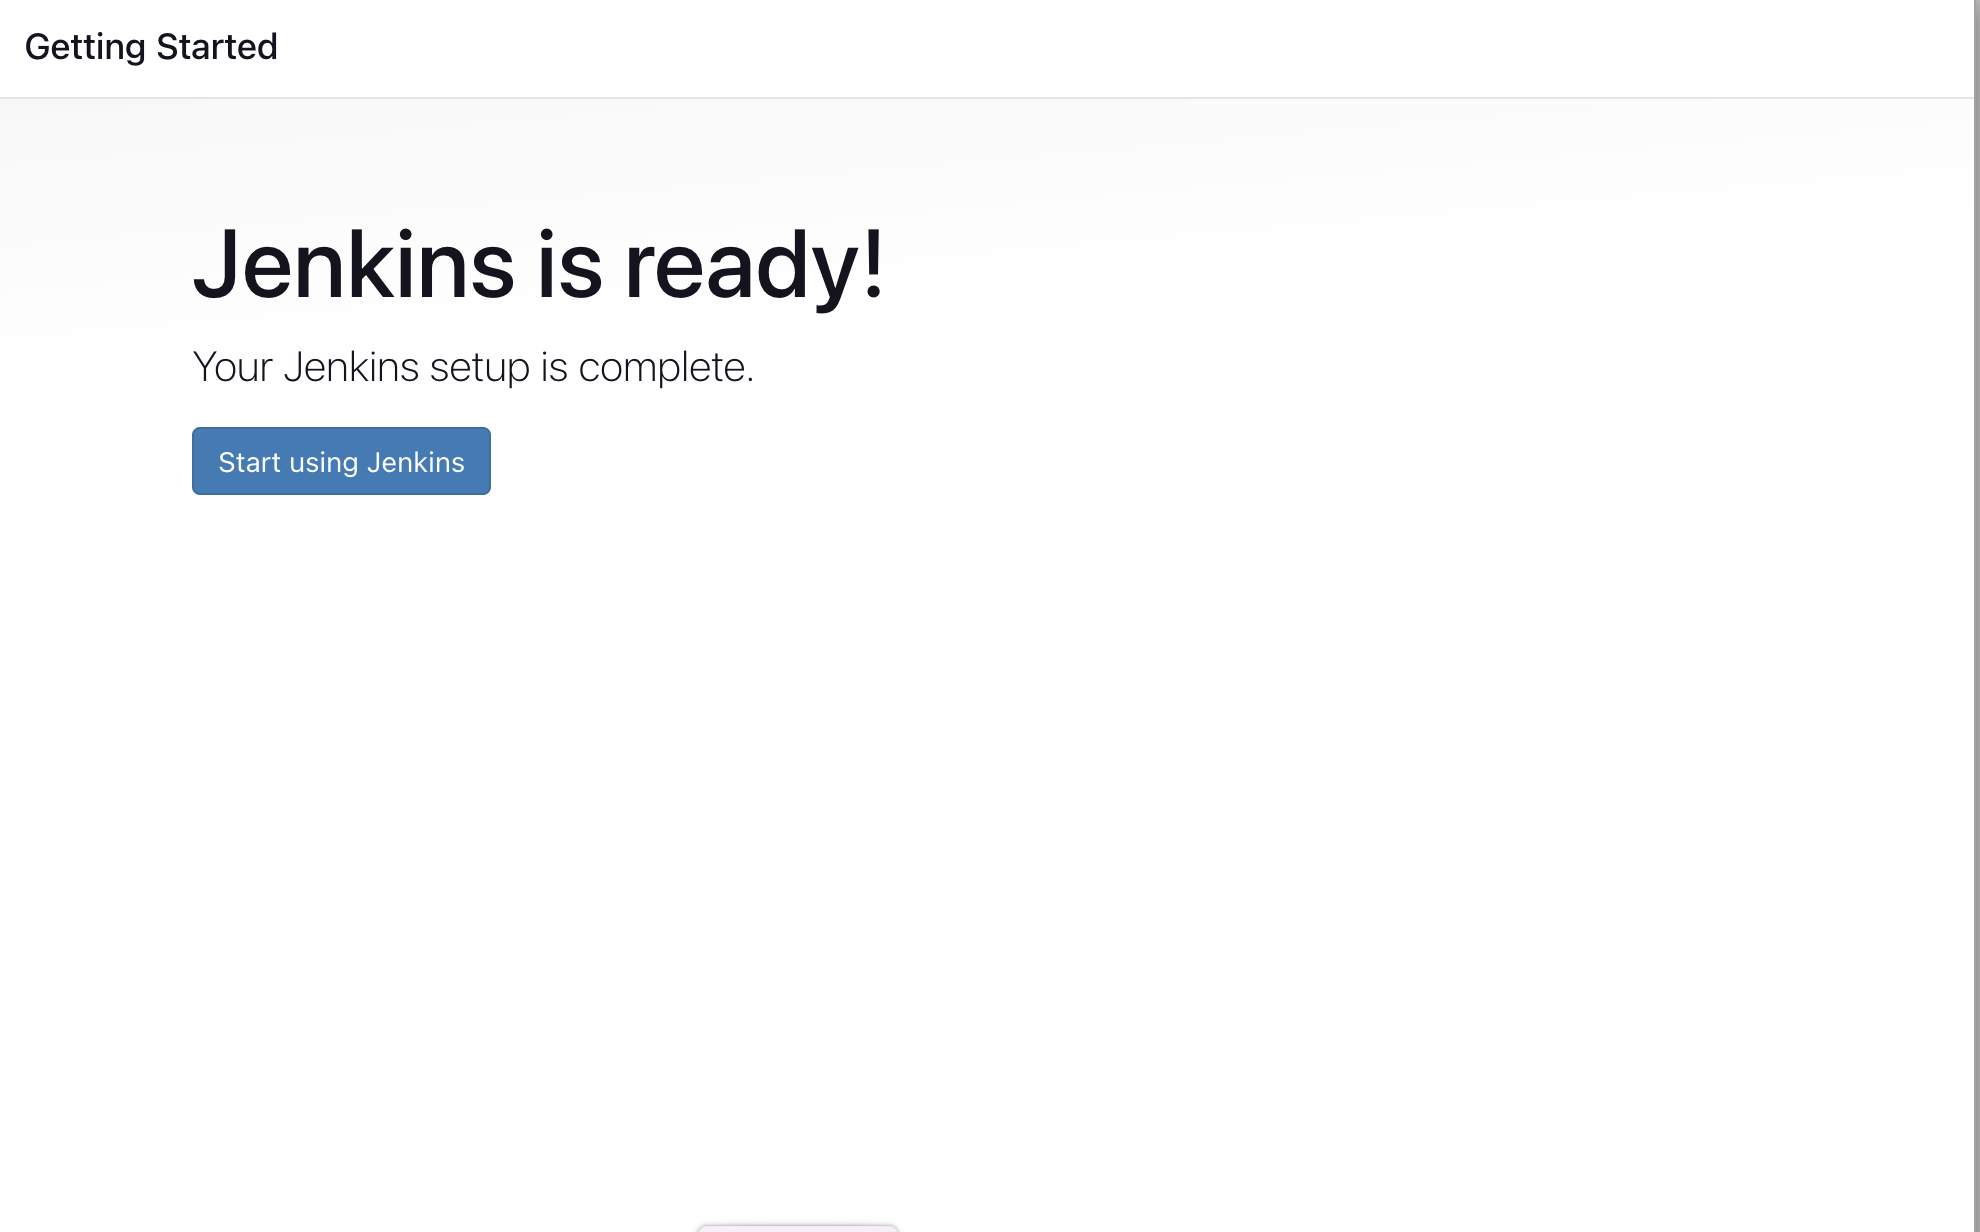 Getting Started
Jenkins is ready!
Your Jenkins setup is complete.
Start using Jenkins